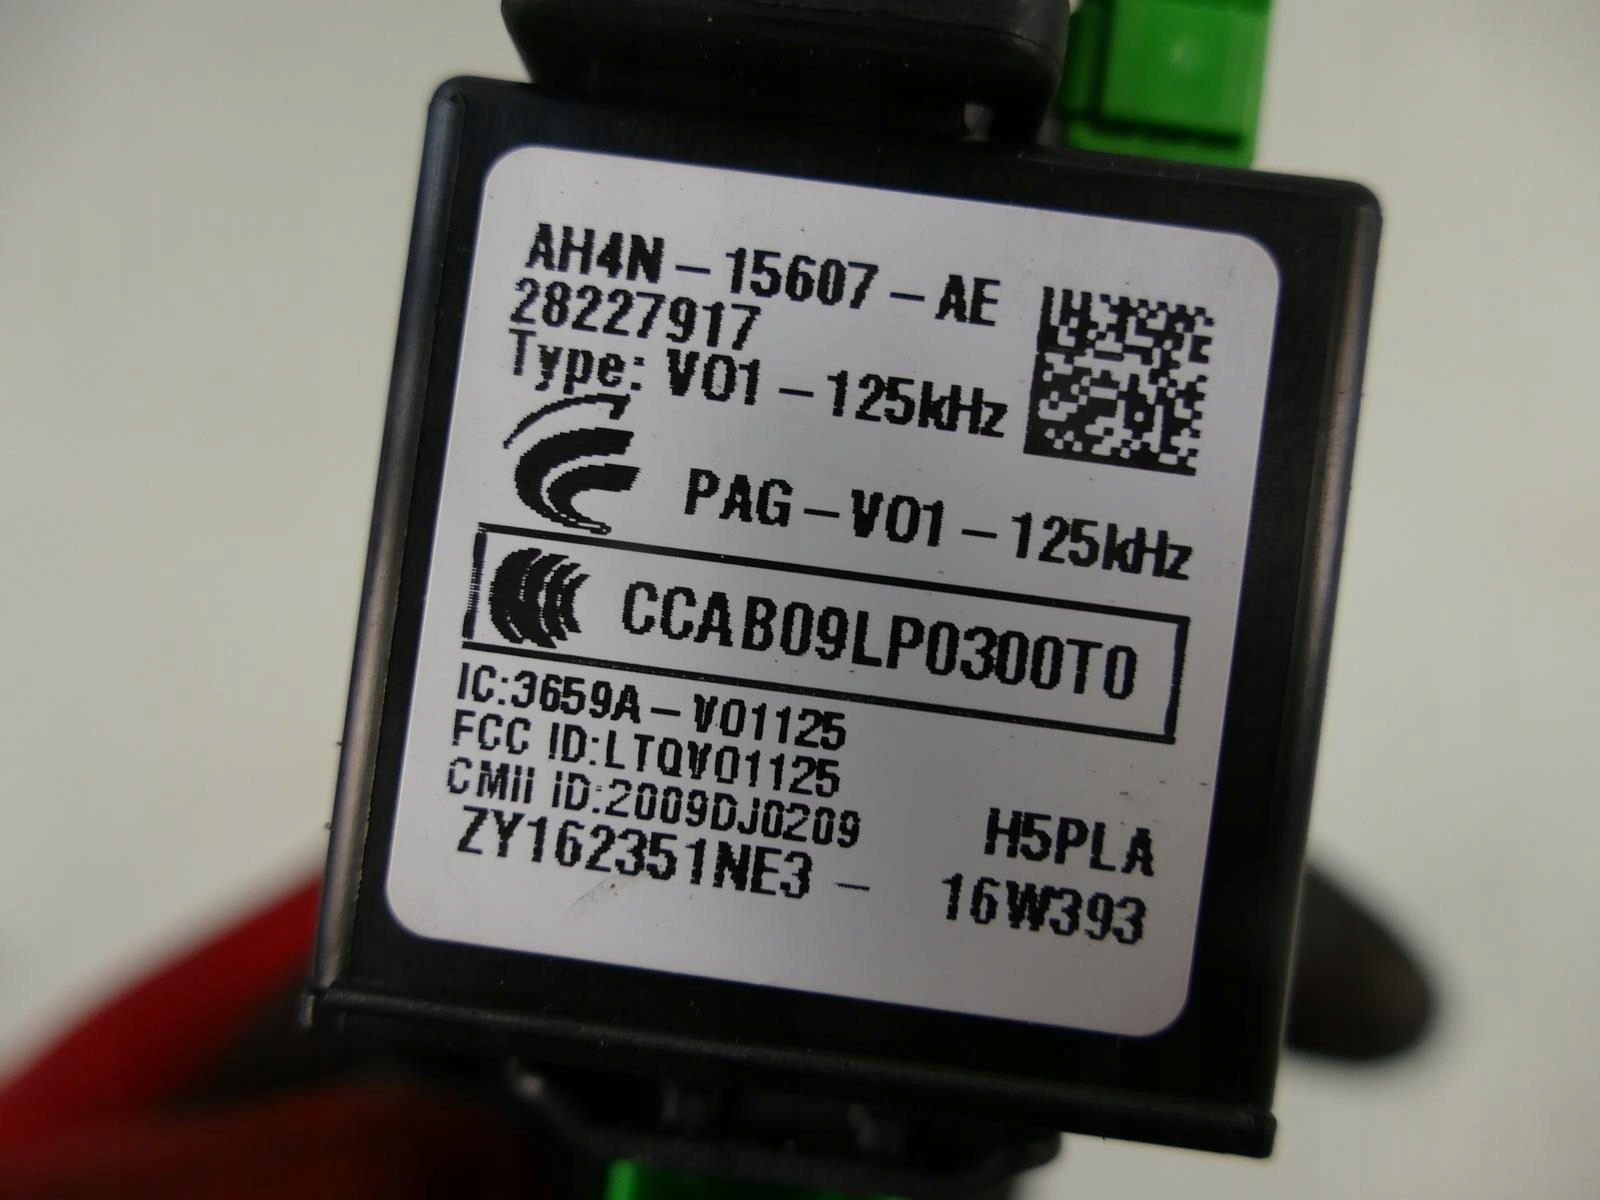 AH4N-15607-AE
28227917
Type: V01-125kHz
PAG-V01-125kHz
CCAB09LP0300T0
IC:3659A-V01125
FCC ID:LTQV01125
CMii iD:2009DJ0209
H5PLA
ZY162351NE3-
16W393